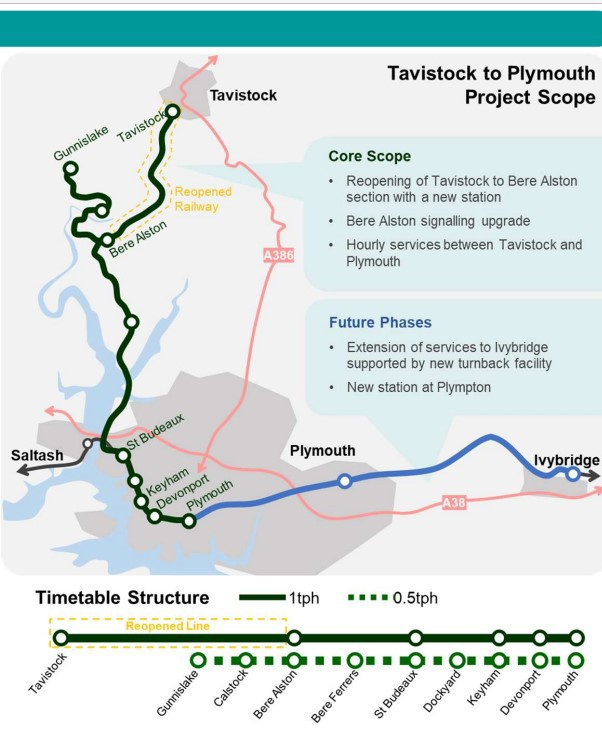 Tavistock to Plymouth
Project Scope
Tavistock
Tavistock
Gunnislake
Core Scope
• Reopening of Tavistock to Bere Alston
section with a new station
• Bere Alston signalling upgrade
• Hourly services between Tavistock and
Plymouth
Reopened
Railway
Bere Alston
A386
Future Phases
• Extension of services to Ivybridge
supported by new turnback facility
• New station at Plympton
St Budeaux
Saltash
Plymouth
Ivybridge
Keyham
Devonport
Plymouth
A38
Timetable Structure 1tph 0.5tph
Reopened Line
Tavistock
Gunnislake
Calstock
Bere Alston
Bere Ferrers
St Budeaux
Dockyard
Keyham
Devonport
Plymouth